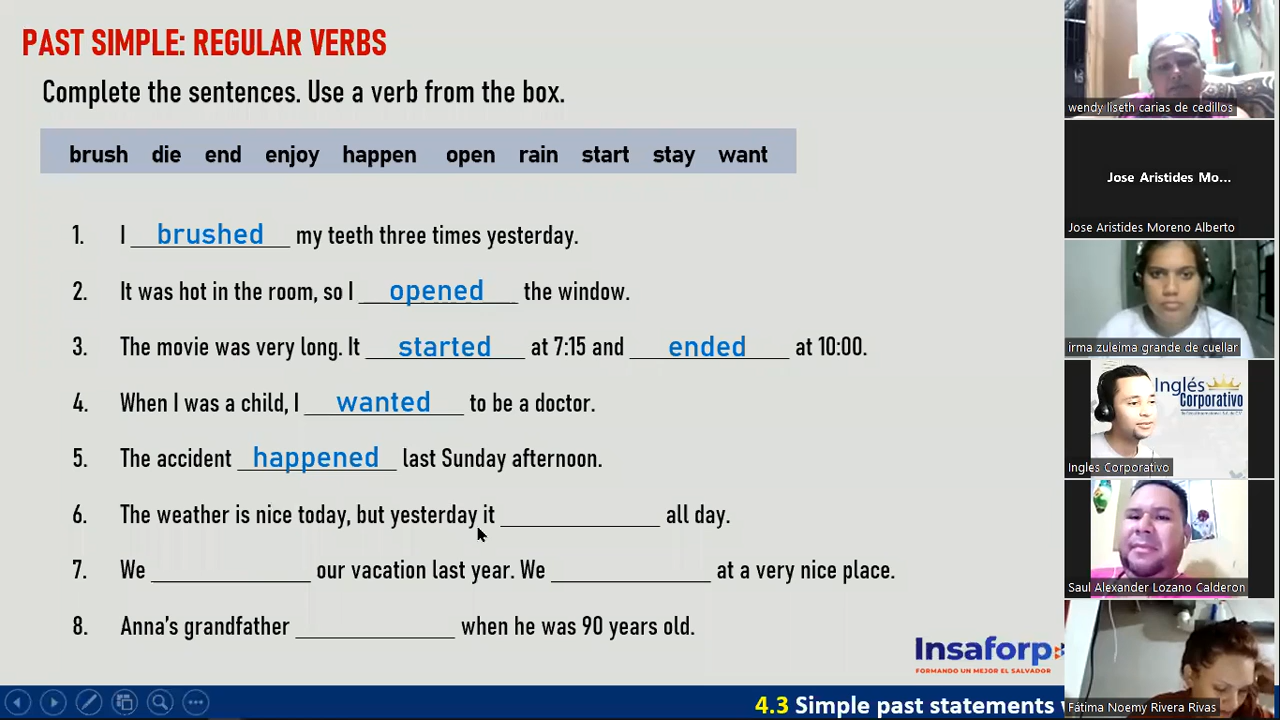 PAST SIMPLE: REGULAR VERBS
Complete the sentences. Use a verb from the box.
brush die end enjoy happen open rain start stay want
1. I brushed my teeth three times yesterday.
2. It was hot in the room, so I opened the window.
3. The movie was very long. It started at 7:15 and ended at 10:00.
4. When I was a child, I wanted to be a doctor.
5. The accident happened last Sunday afternoon.
6. The weather is nice today, but yesterday it ____________ all day.
7. We ____________ our vacation last year. We ____________ at a very nice place.
8. Anna's grandfather ____________ when he was 90 years old.
Insaforp
FORMANDO UN MEJOR EL SALVADOR
4.3 Simple past statements
wendy liseth carias de cedillos
Jose Aristides Mo...
Jose Aristides Moreno Alberto
irma zuleima grande de cuellar
Inglés
Corporativo
Ingles Corporativo
Saul Alexander Lozano Calderon
Fátima Noemy Rivera Rivas